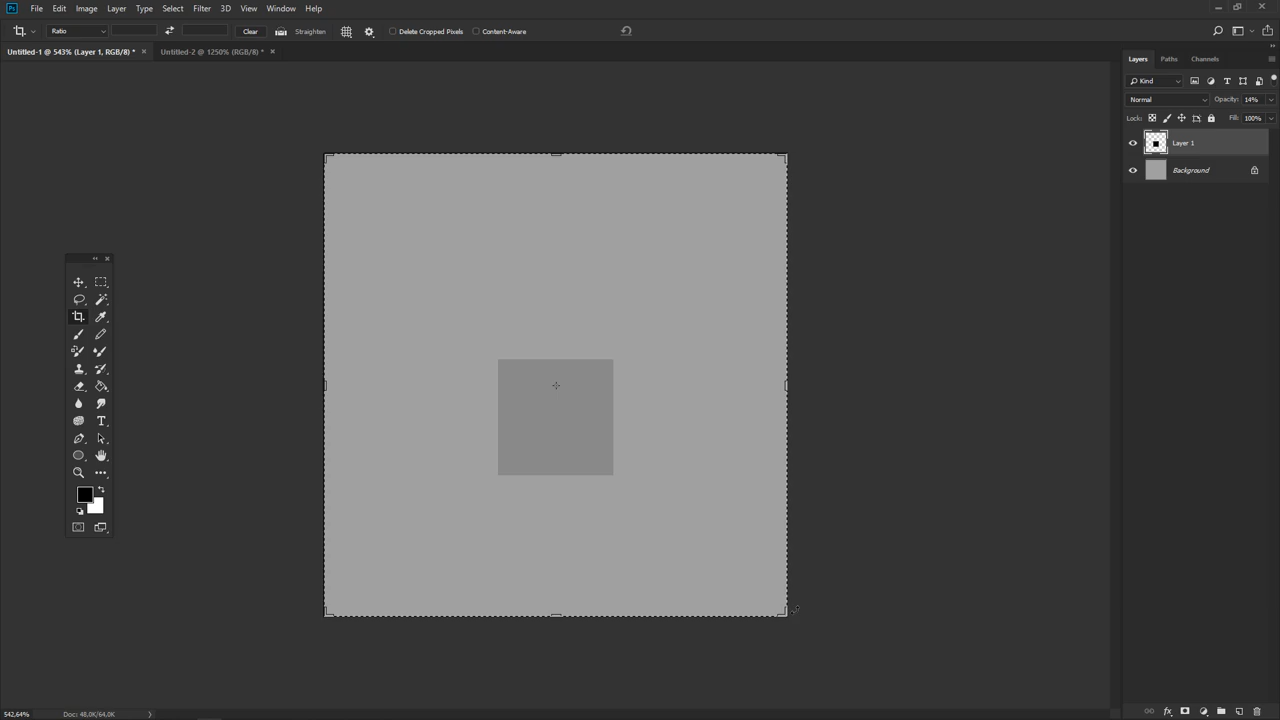 Ps File Edit Image Layer Type Select Filter 3D View Window Help
Ratio Clear Straighten Delete Cropped Pixels Content-Aware
Untitled-1 @ 543% (Layer 1, RGB/8) * × Untitled-2 @ 1250% (RGB/8) * ×
Layers Paths Channels
Kind
Normal Opacity: 14%
Lock: Fill: 100%
Layer 1
Background
T
542,64% Doc: 48,0K/64,0K
fx